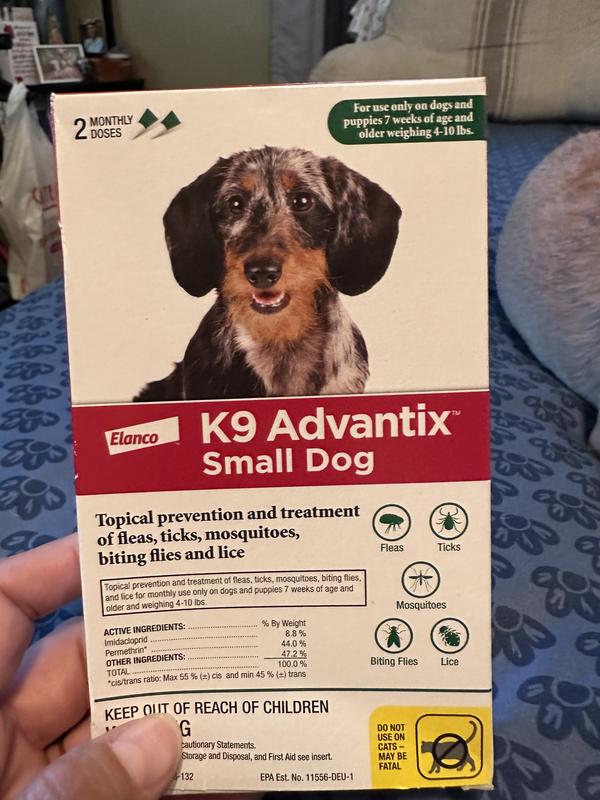 2 MONTHLY
DOSES
For use only on dogs and
puppies 7 weeks of age and
older weighing 4-10 lbs.
Elanco
K9 Advantix™
Small Dog
Topical prevention and treatment
of fleas, ticks, mosquitoes,
biting flies and lice
Fleas
Ticks
Mosquitoes
Biting Flies
Lice
Topical prevention and treatment of fleas, ticks, mosquitoes, biting flies,
and lice for monthly use only on dogs and puppies 7 weeks of age and
older and weighing 4-10 lbs.
ACTIVE INGREDIENTS: % By Weight
Imidacloprid 8.8 %
Permethrin* 44.0 %
OTHER INGREDIENTS: 47.2 %
TOTAL 100.0 %
*cis/trans ratio: Max 55 % (±) cis and min 45 % (±) trans
KEEP OUT OF REACH OF CHILDREN
G
cautionary Statements.
Storage and Disposal, and First Aid see insert.
-132
EPA Est. No. 11556-DEU-1
DO NOT
USE ON
CATS –
MAY BE
FATAL